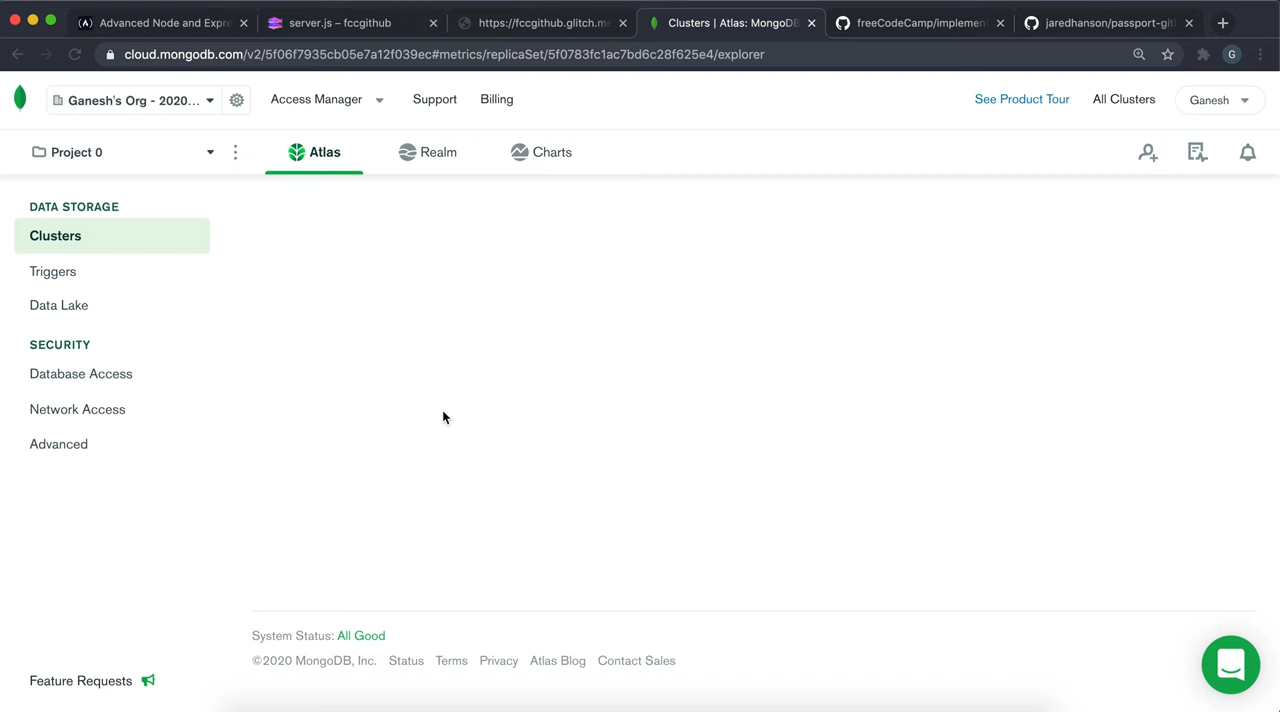 Advanced Node and Expre
server.js – fccgithub
https://fccgithub.glitch.me
Clusters | Atlas: MongoDB
freeCodeCamp/implemen
jaredhanson/passport-git
cloud.mongodb.com/v2/5f06f7935cb05e7a12f039ec#metrics/replicaSet/5f0783fc1ac7bd6c28f625e4/explorer
G
Ganesh's Org - 2020...
Access Manager
Support
Billing
See Product Tour
All Clusters
Ganesh
Project 0
Atlas
Realm
Charts
DATA STORAGE
Clusters
Triggers
Data Lake
SECURITY
Database Access
Network Access
Advanced
System Status: All Good
©2020 MongoDB, Inc. Status Terms Privacy Atlas Blog Contact Sales
Feature Requests